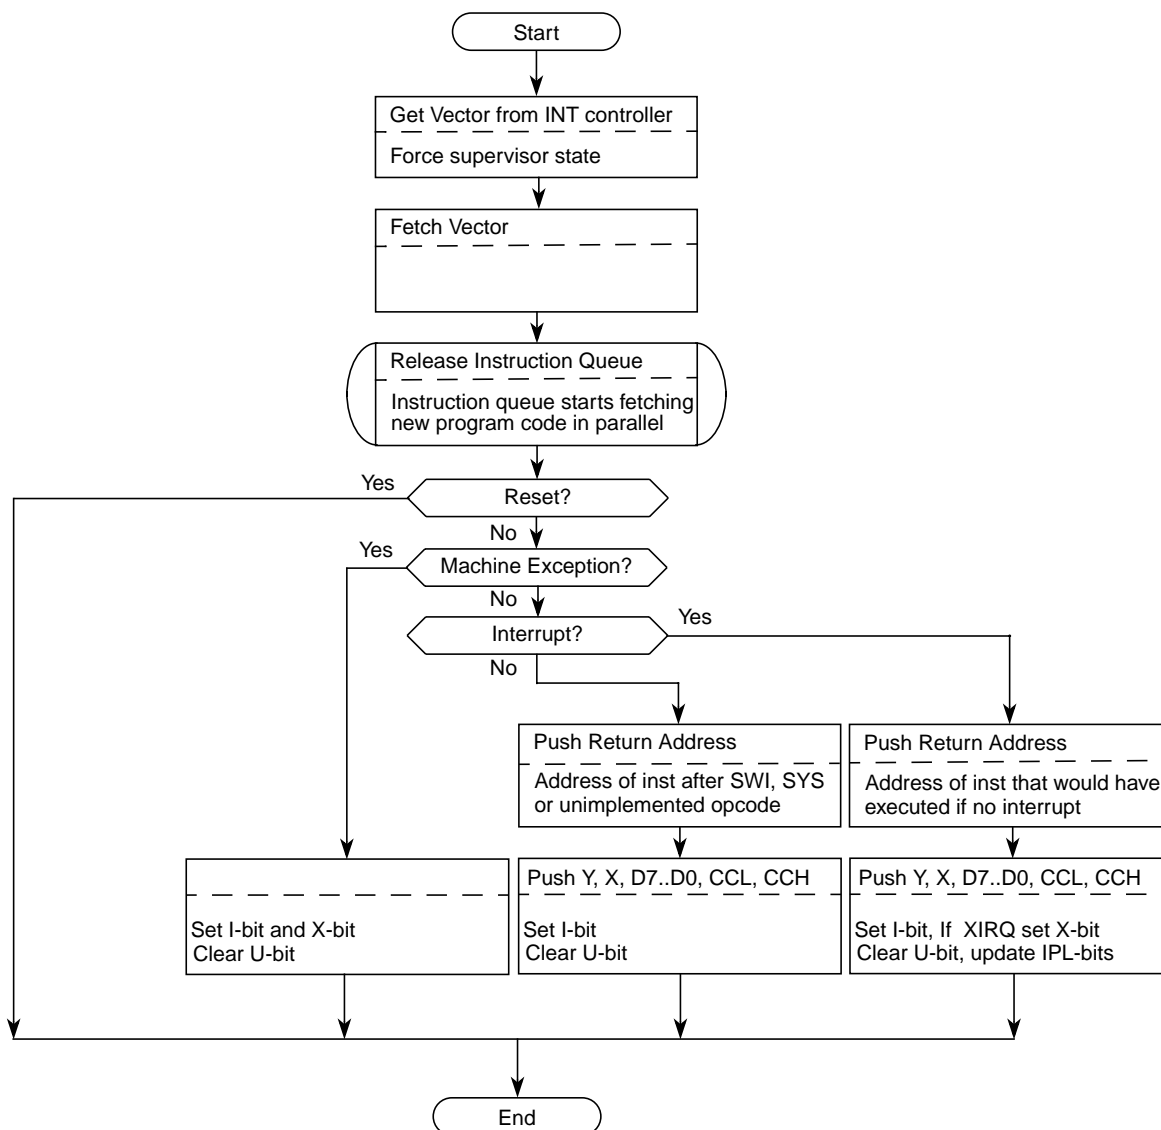 Start
Get Vector from INT controller
Force supervisor state
Fetch Vector
Release Instruction Queue
Instruction queue starts fetching
new program code in parallel
Yes
Reset?
No
Yes
Machine Exception?
No
Interrupt?
Yes
No
Push Return Address
Address of inst after SWI, SYS
or unimplemented opcode
Push Return Address
Address of inst that would have
executed if no interrupt
Set I-bit and X-bit
Clear U-bit
Push Y, X, D7..D0, CCL, CCH
Set I-bit
Clear U-bit
Push Y, X, D7..D0, CCL, CCH
Set I-bit, If XIRQ set X-bit
Clear U-bit, update IPL-bits
End